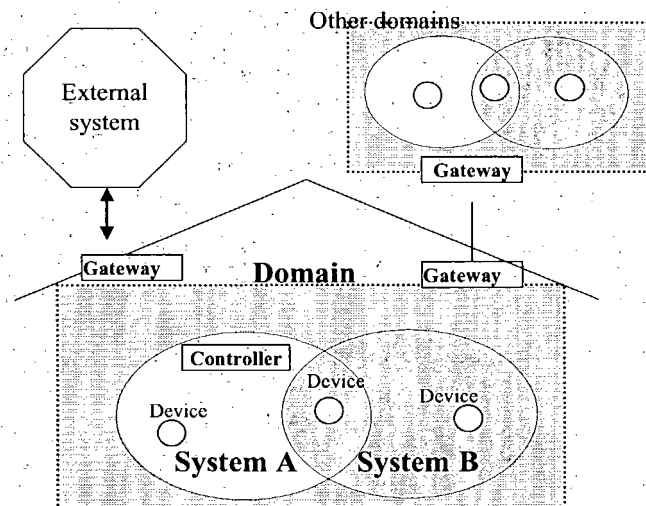 Other domains
External
system
Gateway
Gateway
Domain
Gateway
Controller
Device
Device
Device
System A
System B